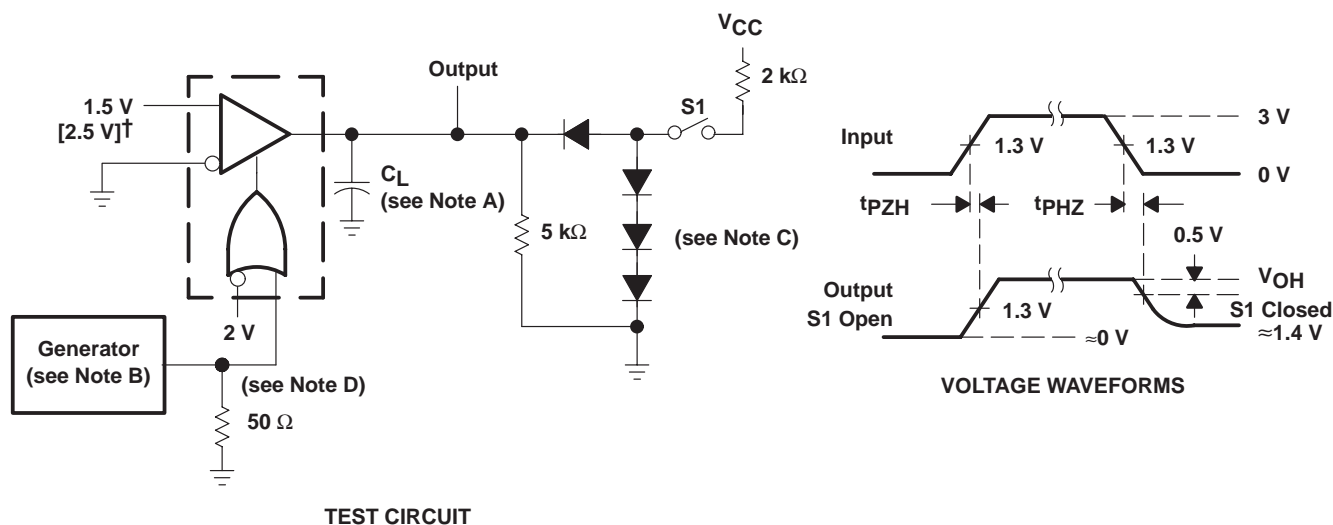 VCC
Output
2 kΩ
S1
1.5 V
[2.5 V]†
CL
(see Note A)
5 kΩ
(see Note C)
2 V
Generator
(see Note B)
(see Note D)
50 Ω
TEST CIRCUIT
3 V
Input
1.3 V
1.3 V
0 V
tPZH
tPHZ
0.5 V
VOH
Output
S1 Open
1.3 V
S1 Closed
≈1.4 V
≈0 V
VOLTAGE WAVEFORMS